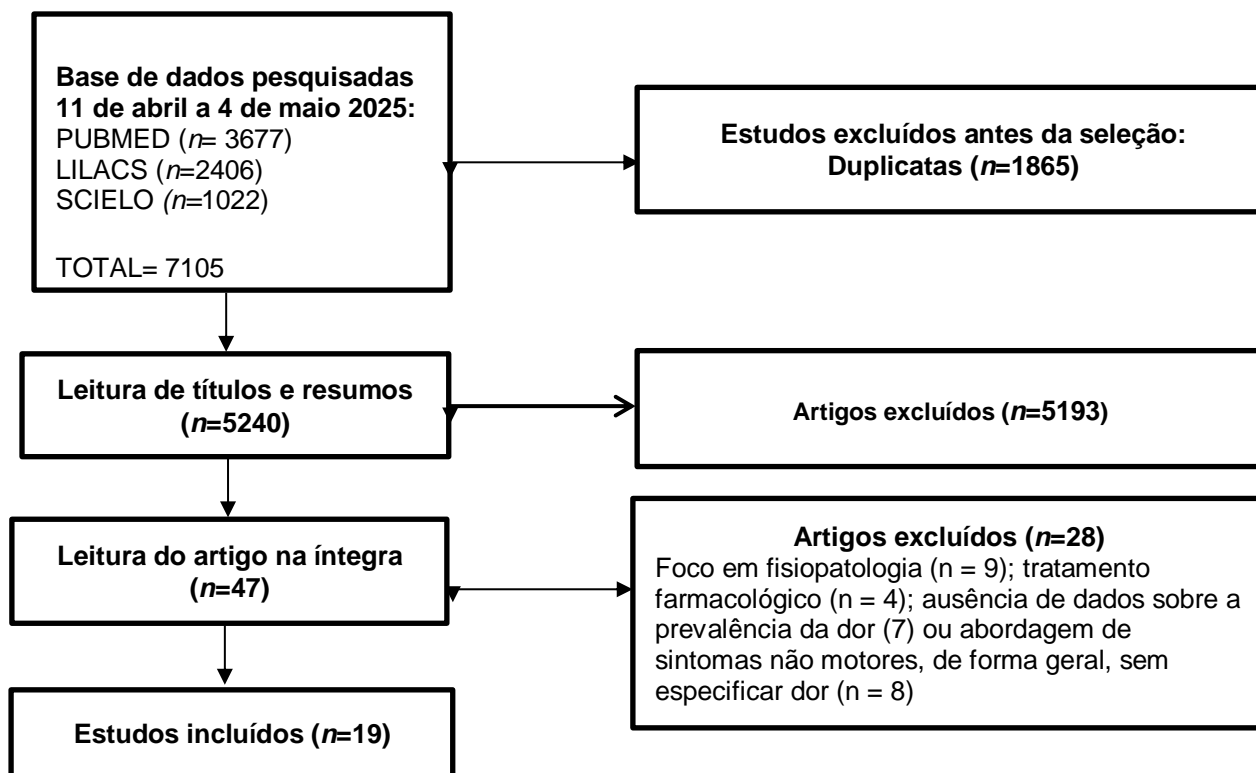 Base de dados pesquisadas
11 de abril a 4 de maio 2025:
PUBMED (n= 3677)
LILACS (n=2406)
SCIELO (n=1022)
TOTAL= 7105
Estudos excluídos antes da seleção:
Duplicatas (n=1865)
Leitura de títulos e resumos
(n=5240)
Artigos excluídos (n=5193)
Leitura do artigo na íntegra
(n=47)
Artigos excluídos (n=28)
Foco em fisiopatologia (n = 9); tratamento
farmacológico (n = 4); ausência de dados sobre a
prevalência da dor (7) ou abordagem de
sintomas não motores, de forma geral, sem
especificar dor (n = 8)
Estudos incluídos (n=19)